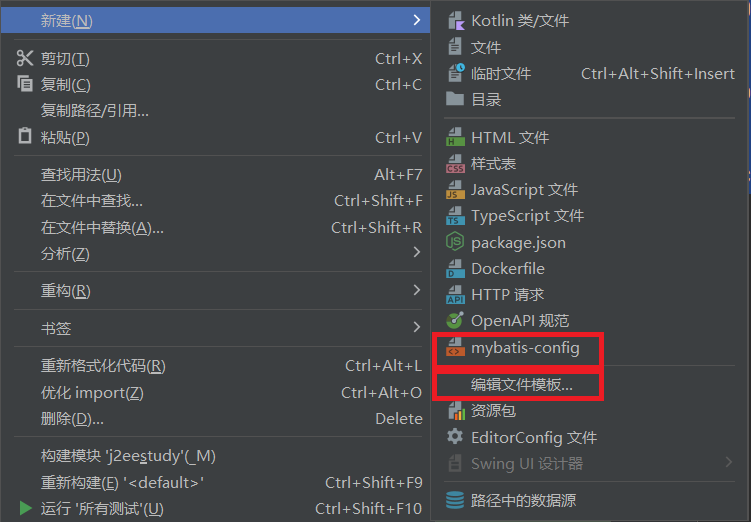 新建(N)
剪切(T) Ctrl+X
复制(C) Ctrl+C
复制路径/引用...
粘贴(P) Ctrl+V
查找用法(U) Alt+F7
在文件中查找... Ctrl+Shift+F
在文件中替换(A)... Ctrl+Shift+R
分析(Z)
重构(R)
书签
重新格式化代码(R) Ctrl+Alt+L
优化 import(Z) Ctrl+Alt+O
删除(D)... Delete
构建模块 'j2eestudy'(_M)
重新构建(E) '<default>' Ctrl+Shift+F9
运行 '所有测试'(U) Ctrl+Shift+F10
Kotlin 类/文件
文件
临时文件 Ctrl+Alt+Shift+Insert
目录
HTML 文件
样式表
JavaScript 文件
TypeScript 文件
package.json
Dockerfile
HTTP 请求
OpenAPI 规范
mybatis-config
编辑文件模板...
资源包
EditorConfig 文件
Swing UI 设计器
路径中的数据源